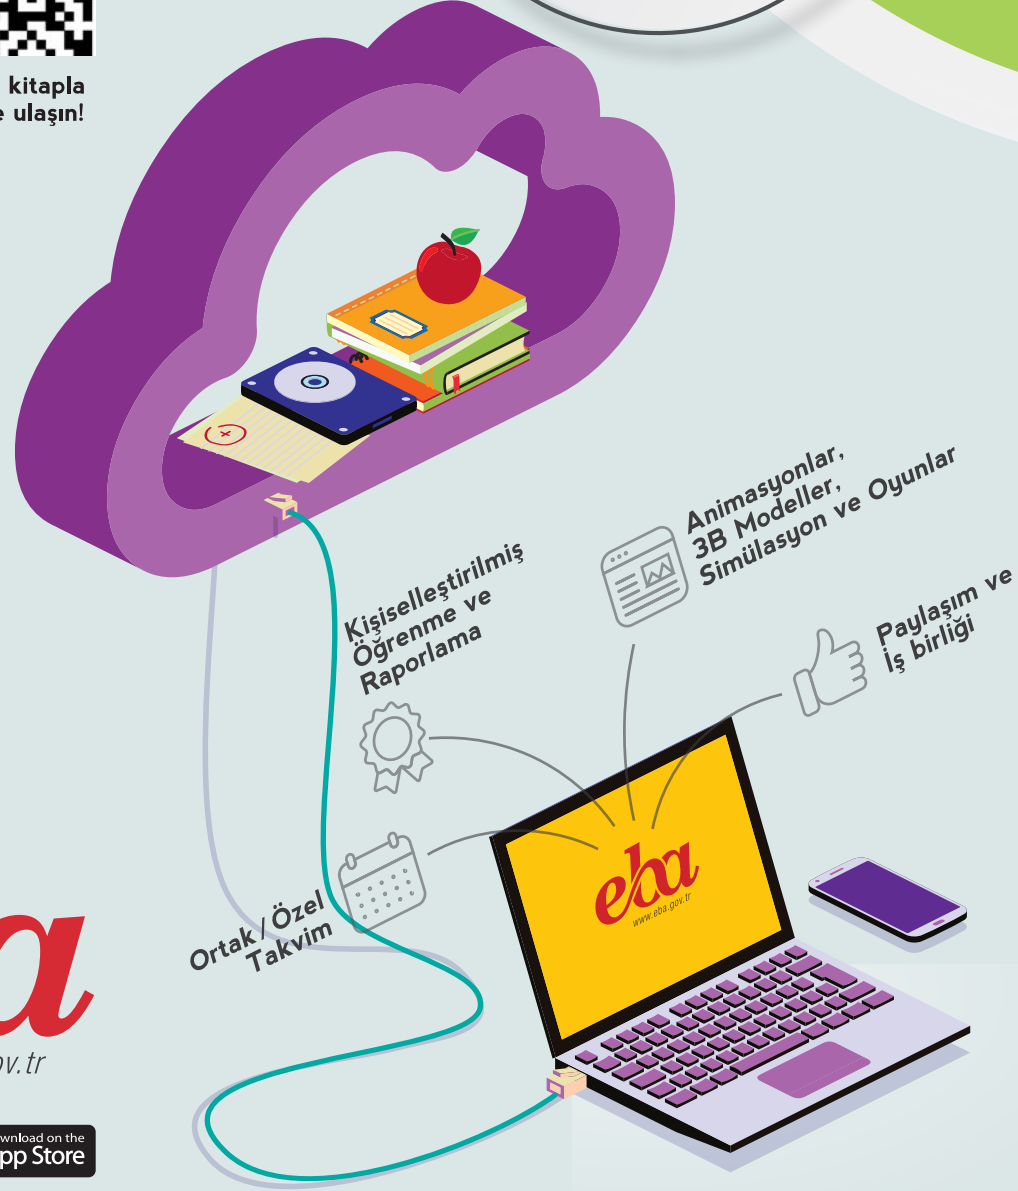 kitapla
ulaşın!
Animasyonlar,
3B Modeller,
Simülasyon ve Oyunlar
Kişiselleştirilmiş
Öğrenme ve
Raporlama
Paylaşım ve
İş birliği
Ortak / Özel
Takvim
eba
www.eba.gov.tr
a
ov.tr
wnload on the
pp Store